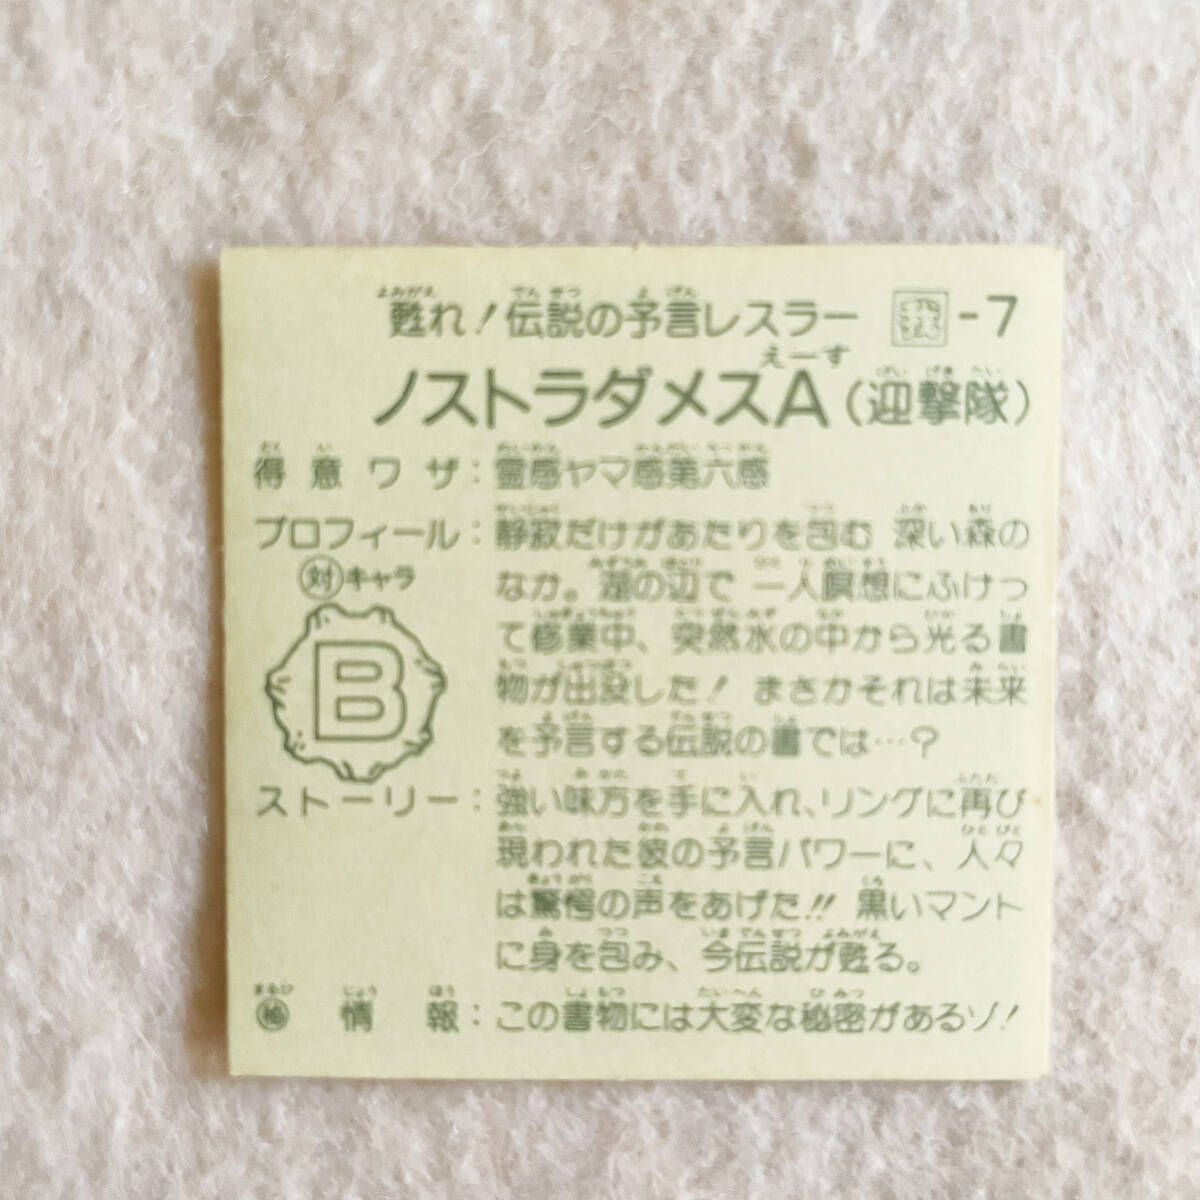 甦れ！伝説の予言レスラー -7
ノストラダメスA（迎撃隊）
得意ワザ：霊感ヤマ感第六感
プロフィール：静寂だけがあたりを包む 深い森の
なか。湖の辺で 一人瞑想にふけっ
て修業中、突然水の中から光る書
物が出没した！ まさかそれは未来
を予言する伝説の書では…？
対キャラ
B
ストーリー：強い味方を手に入れ、リングに再び
現われた彼の予言パワーに、人々
は驚愕の声をあげた!! 黒いマント
に身を包み、今伝説が甦る。
㊙情報：この書物には大変な秘密があるゾ！